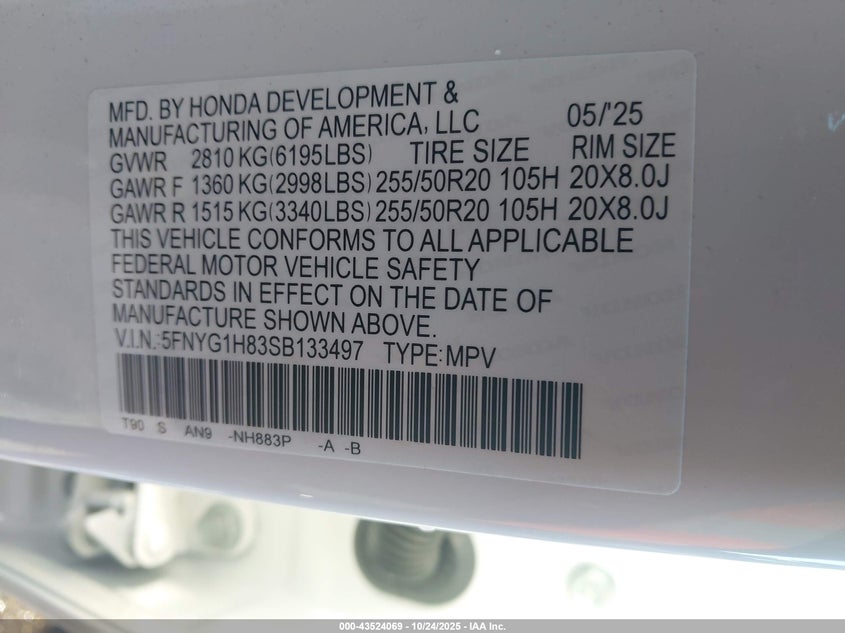 MFD. BY HONDA DEVELOPMENT &
MANUFACTURING OF AMERICA, LLC 05/'25
GVWR 2810 KG(6195LBS) TIRE SIZE RIM SIZE
GAWR F 1360 KG(2998LBS) 255/50R20 105H 20X8.0J
GAWR R 1515 KG(3340LBS) 255/50R20 105H 20X8.0J
THIS VEHICLE CONFORMS TO ALL APPLICABLE
FEDERAL MOTOR VEHICLE SAFETY
STANDARDS IN EFFECT ON THE DATE OF
MANUFACTURE SHOWN ABOVE.
V.I.N.:5FNYG1H83SB133497 TYPE:MPV
T90 S AN9 -NH883P -A -B
000-43524069 - 10/24/2025 - IAA Inc.